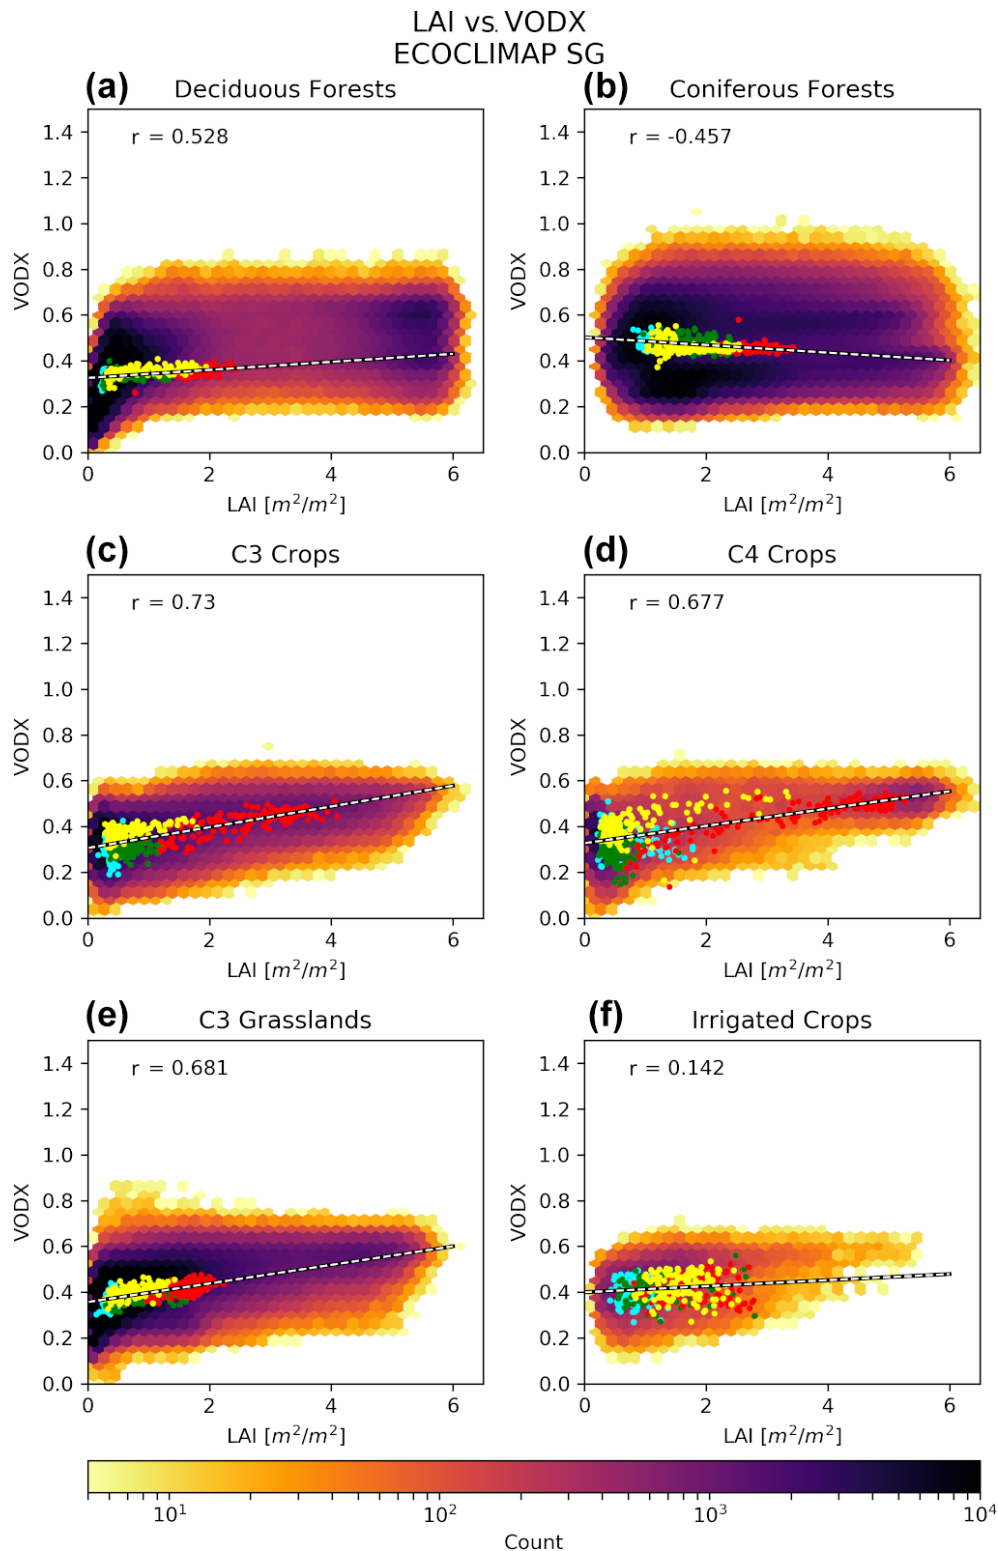 LAI vs. VODX
ECOCLIMAP SG
(a) Deciduous Forests
r = 0.528
1.4
1.2
1.0
0.8
0.6
0.4
0.2
0.0
VODX
0 2 4 6
LAI [m²/m²]
(b) Coniferous Forests
r = -0.457
1.4
1.2
1.0
0.8
0.6
0.4
0.2
0.0
VODX
0 2 4 6
LAI [m²/m²]
(c) C3 Crops
r = 0.73
1.4
1.2
1.0
0.8
0.6
0.4
0.2
0.0
VODX
0 2 4 6
LAI [m²/m²]
(d) C4 Crops
r = 0.677
1.4
1.2
1.0
0.8
0.6
0.4
0.2
0.0
VODX
0 2 4 6
LAI [m²/m²]
(e) C3 Grasslands
r = 0.681
1.4
1.2
1.0
0.8
0.6
0.4
0.2
0.0
VODX
0 2 4 6
LAI [m²/m²]
(f) Irrigated Crops
r = 0.142
1.4
1.2
1.0
0.8
0.6
0.4
0.2
0.0
VODX
0 2 4 6
LAI [m²/m²]
10¹ 10² 10³ 10⁴
Count